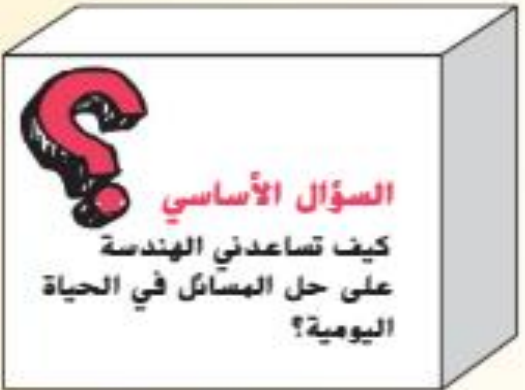 السؤال الأساسي
كيف تساعدني الهندسة
على حل المسائل في الحياة
اليومية؟